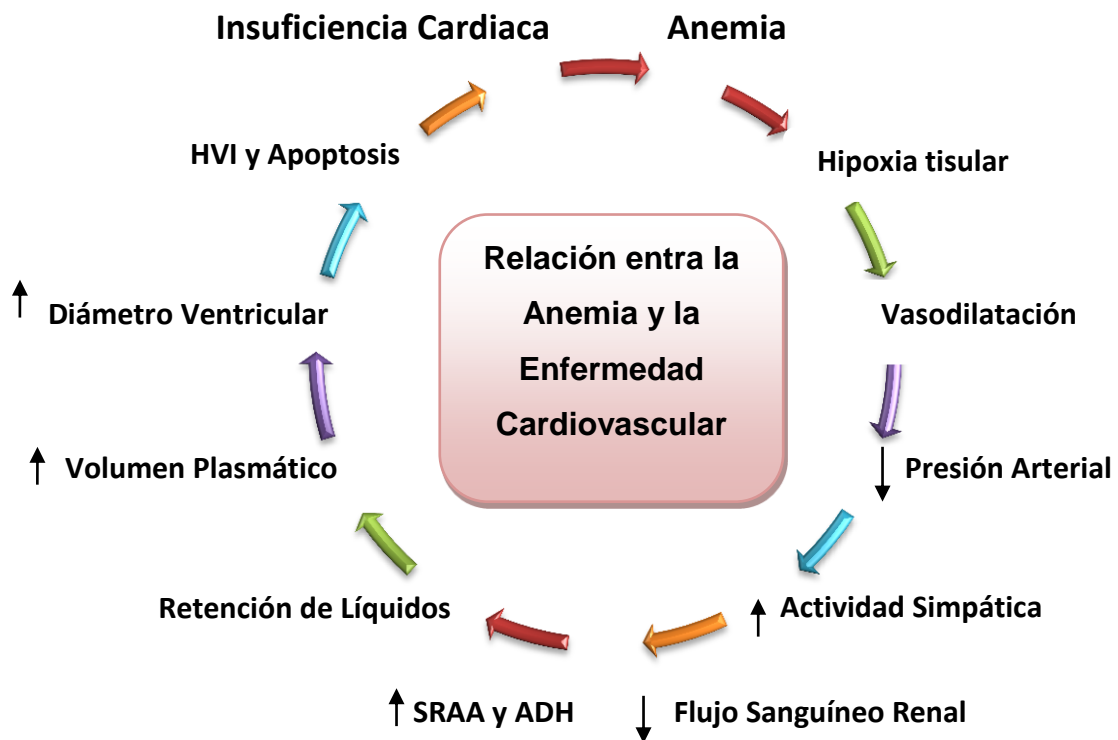 Insuficiencia Cardiaca
Anemia
Hipoxia tisular
Vasodilatación
↓ Presión Arterial
↑ Actividad Simpática
↓ Flujo Sanguíneo Renal
↑ SRAA y ADH
Retención de Líquidos
↑ Volumen Plasmático
↑ Diámetro Ventricular
HVI y Apoptosis
Relación entra la
Anemia y la
Enfermedad
Cardiovascular